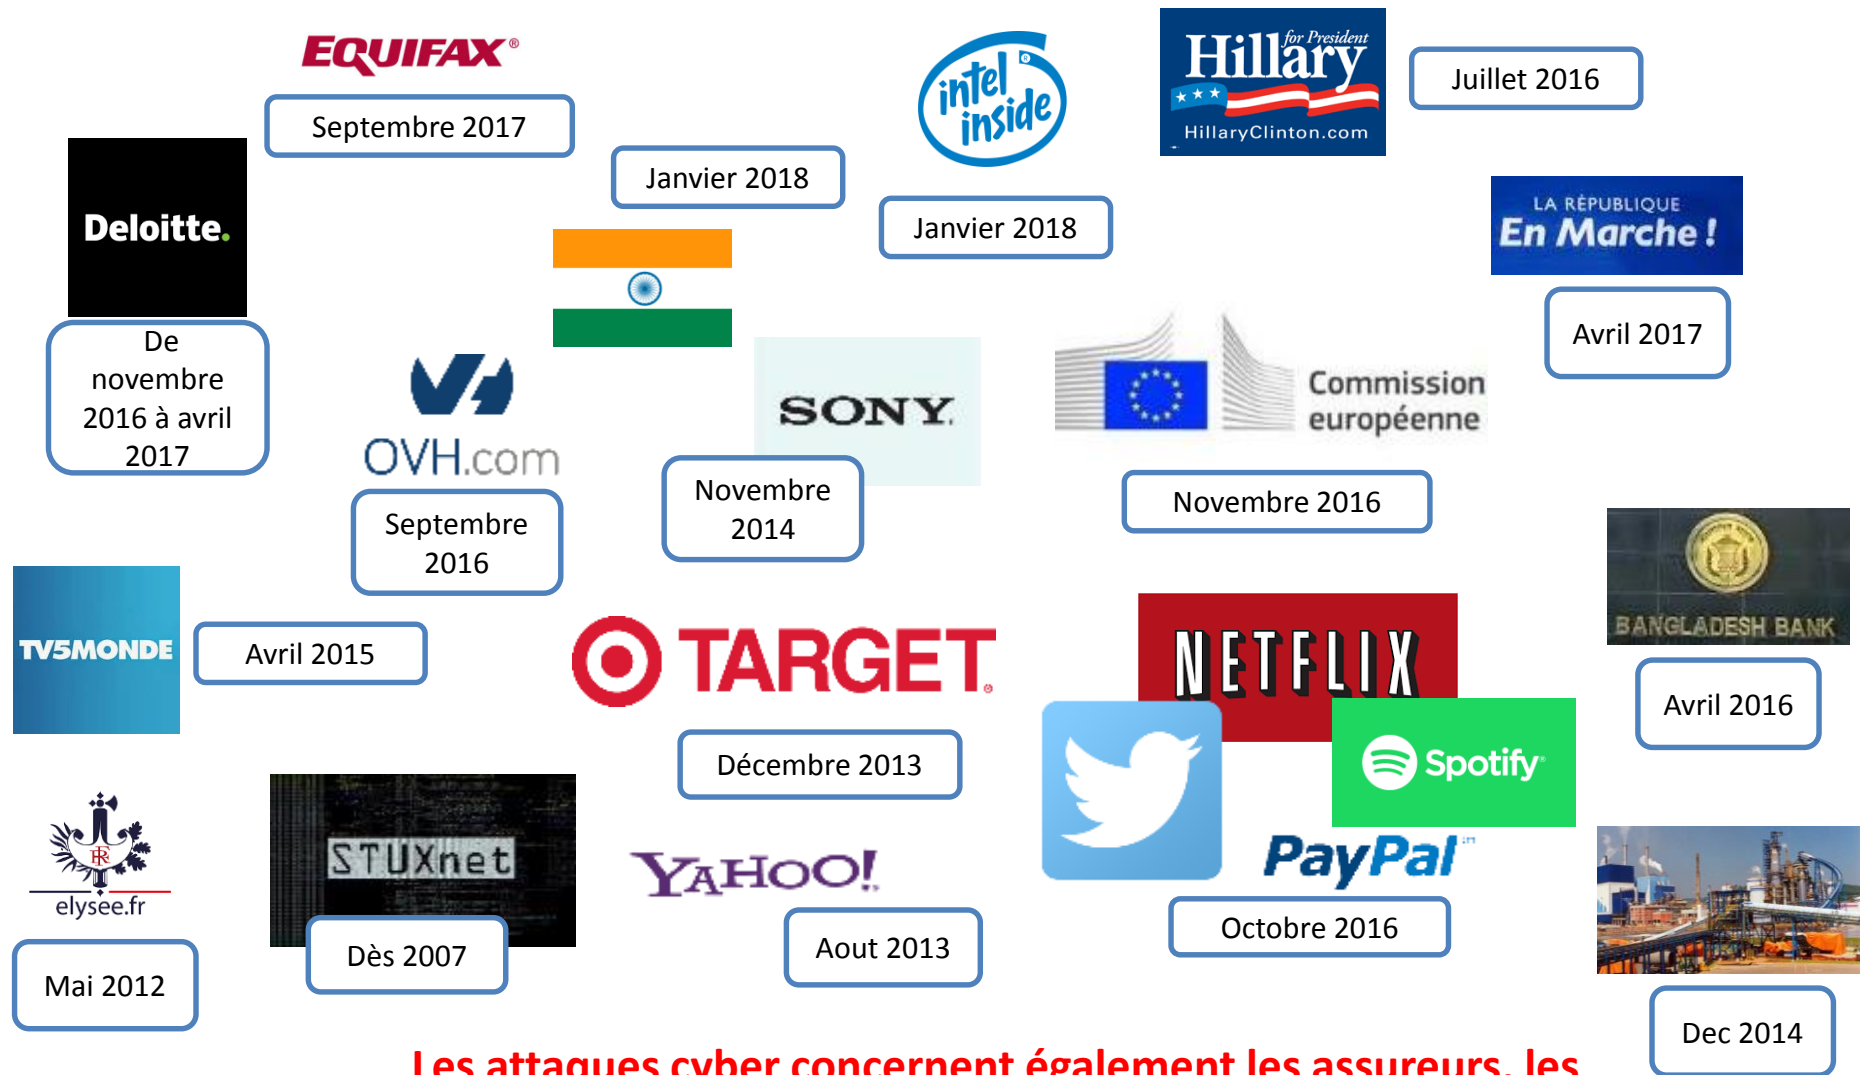 EQUIFAX®
Septembre 2017
intel®
inside
Hillary
for President
HillaryClinton.com
Juillet 2016
Janvier 2018
Janvier 2018
LA RÉPUBLIQUE
En Marche !
Avril 2017
Deloitte.
De
novembre
2016 à avril
2017
OVH.com
Septembre
2016
SONY.
Novembre
2014
Commission
européenne
Novembre 2016
BANGLADESH BANK
Avril 2016
TV5MONDE
Avril 2015
TARGET®
Décembre 2013
NETFLIX
Spotify®
PayPal™
Octobre 2016
RF
elysee.fr
Mai 2012
STUXnet
Dès 2007
YAHOO!
Aout 2013
Dec 2014
Les attaques cyber concernent également les assureurs, les